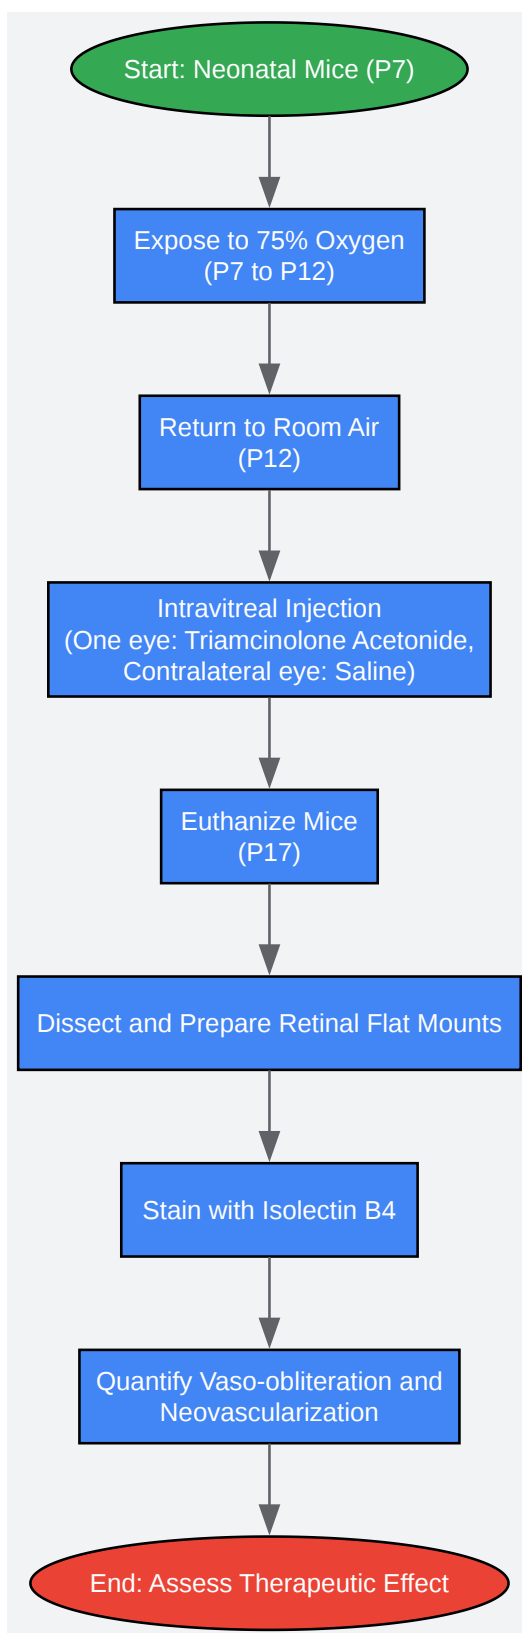 Start: Neonatal Mice (P7)
Expose to 75% Oxygen
(P7 to P12)
Return to Room Air
(P12)
Intravitreal Injection
(One eye: Triamcinolone Acetonide,
Contralateral eye: Saline)
Euthanize Mice
(P17)
Dissect and Prepare Retinal Flat Mounts
Stain with Isolectin B4
Quantify Vaso-obliteration and
Neovascularization
End: Assess Therapeutic Effect